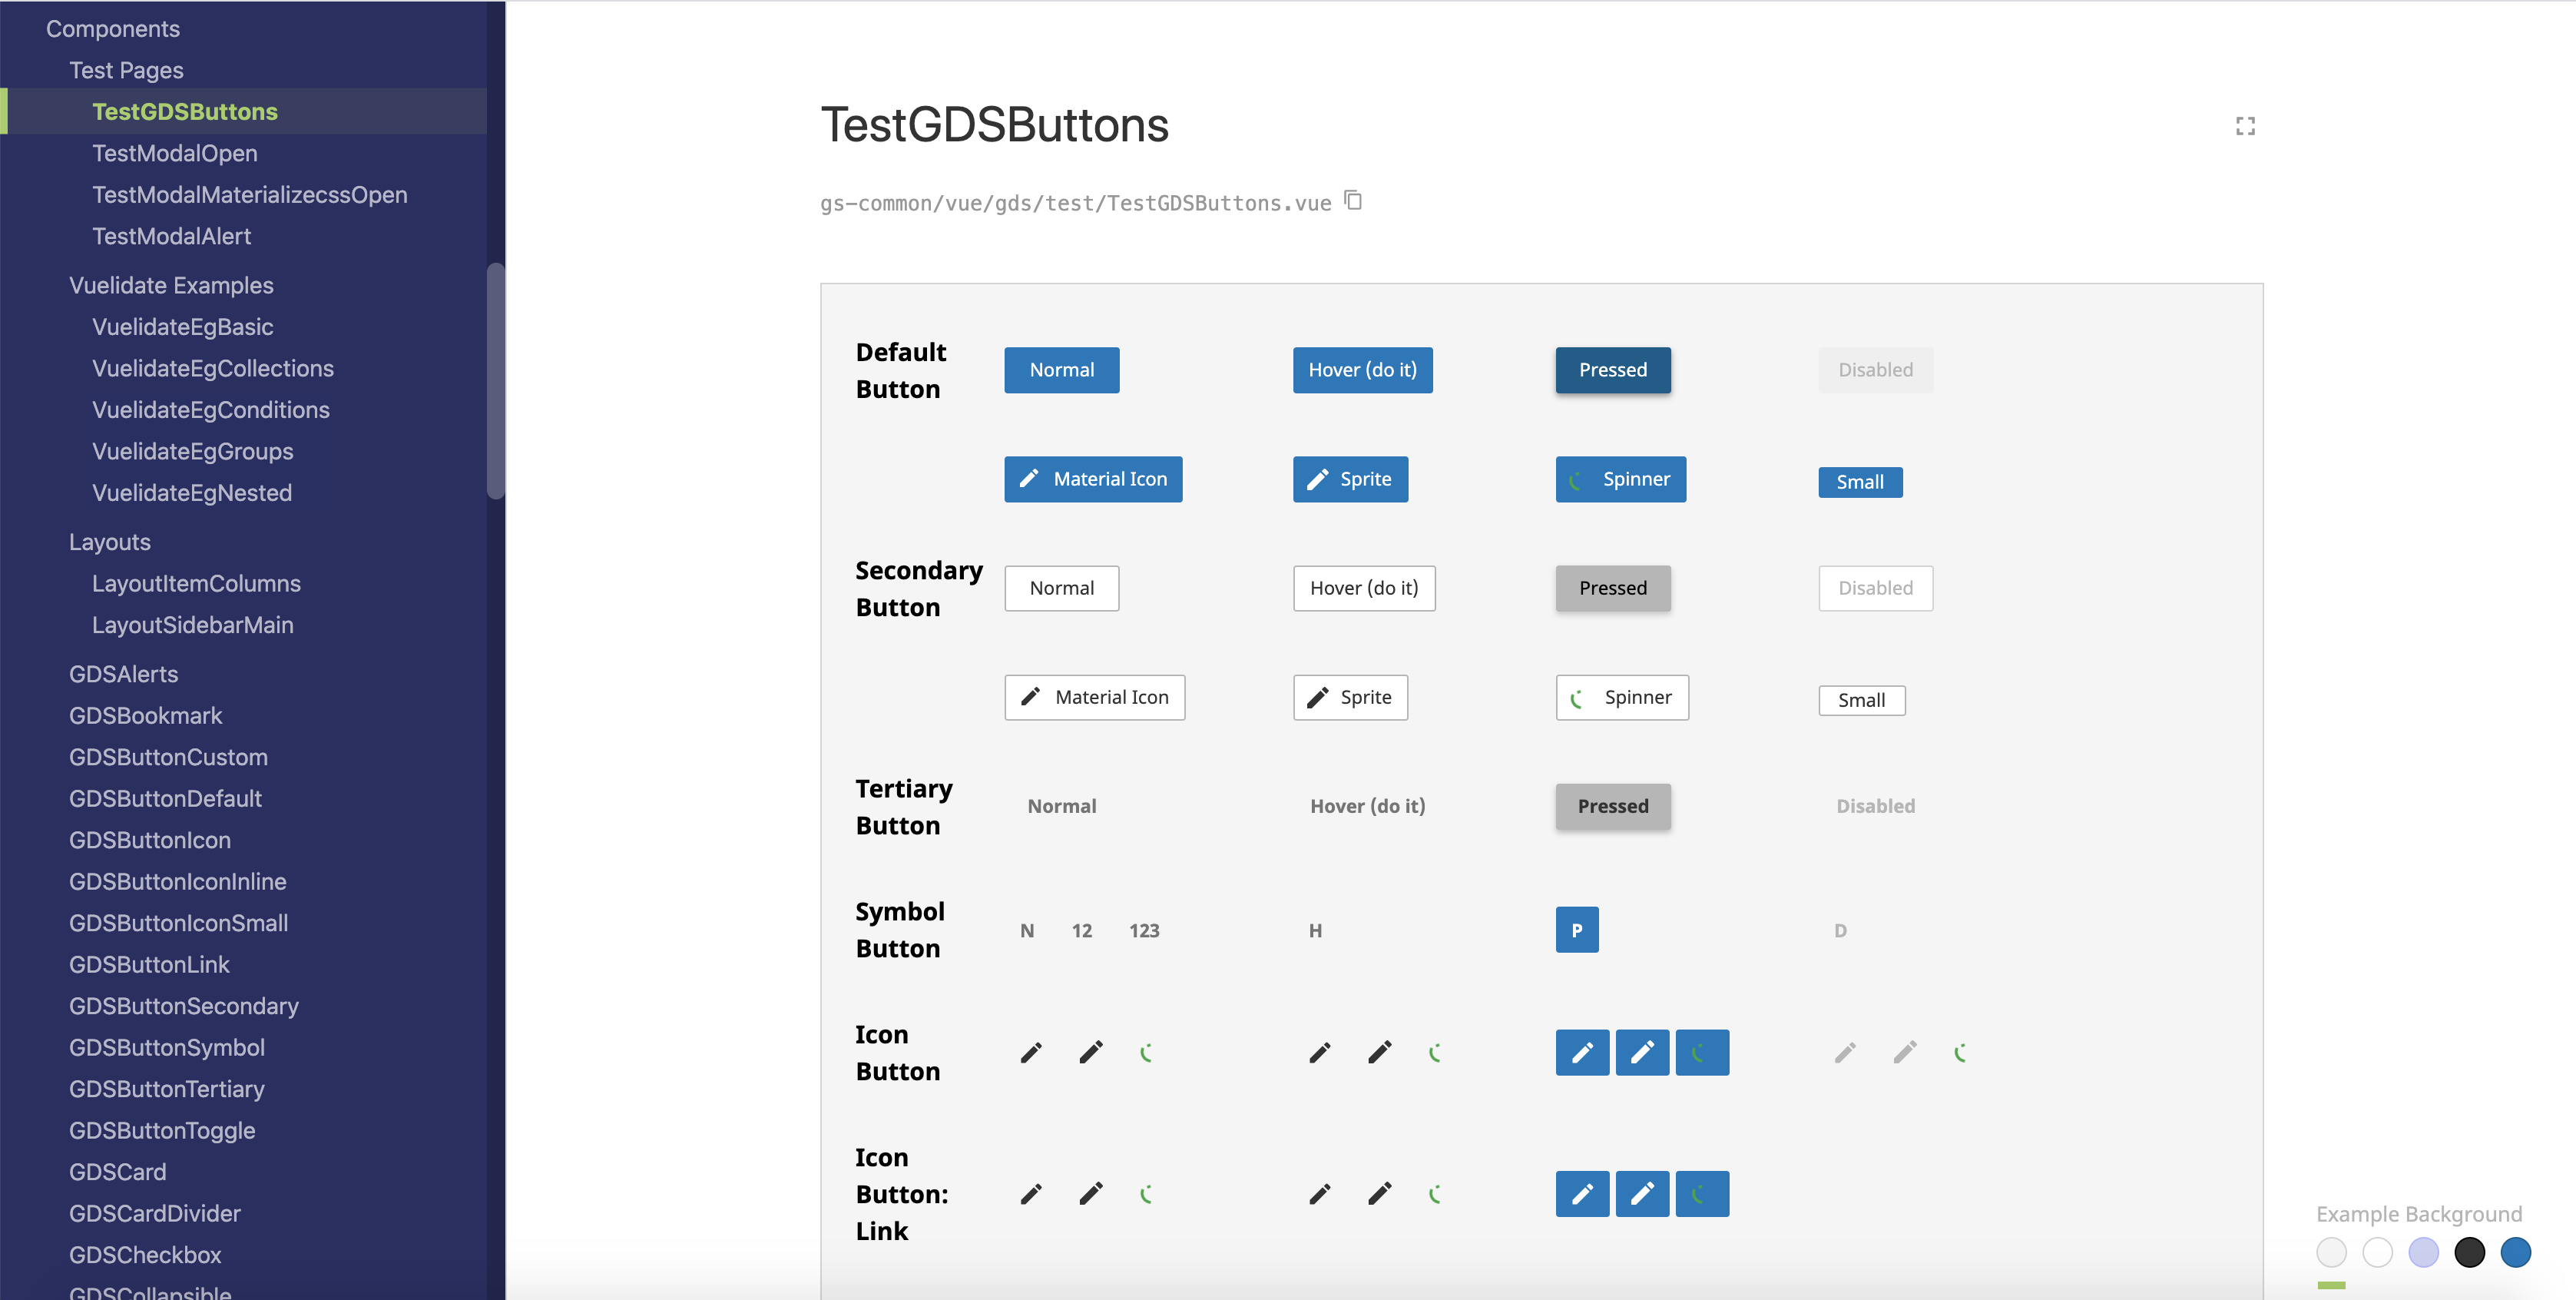 Components
Test Pages
TestGDSButtons
TestModalOpen
TestModalMaterializecssOpen
TestModalAlert
Vuelidate Examples
VuelidateEgBasic
VuelidateEgCollections
VuelidateEgConditions
VuelidateEgGroups
VuelidateEgNested
Layouts
LayoutItemColumns
LayoutSidebarMain
GDSAlerts
GDSBookmark
GDSButtonCustom
GDSButtonDefault
GDSButtonIcon
GDSButtonIconInline
GDSButtonIconSmall
GDSButtonLink
GDSButtonSecondary
GDSButtonSymbol
GDSButtonTertiary
GDSButtonToggle
GDSCard
GDSCardDivider
GDSCheckbox
GDSCollapsible
TestGDSButtons
gs-common/vue/gds/test/TestGDSButtons.vue
Default
Button
Normal Hover (do it) Pressed Disabled
Material Icon Sprite Spinner Small
Secondary
Button
Normal Hover (do it) Pressed Disabled
Material Icon Sprite Spinner Small
Tertiary
Button
Normal Hover (do it) Pressed Disabled
Symbol
Button
N 12 123 H P D
Icon
Button
Icon
Button:
Link
Example Background